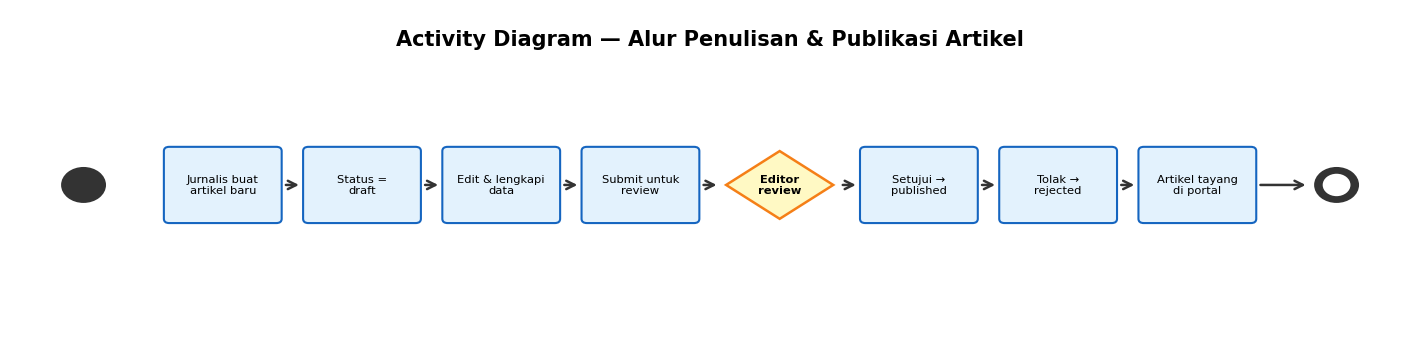 Activity Diagram — Alur Penulisan & Publikasi Artikel
Jurnalis buat
artikel baru
Status =
draft
Edit & lengkapi
data
Submit untuk
review
Editor
review
Setujui →
published
Tolak →
rejected
Artikel tayang
di portal